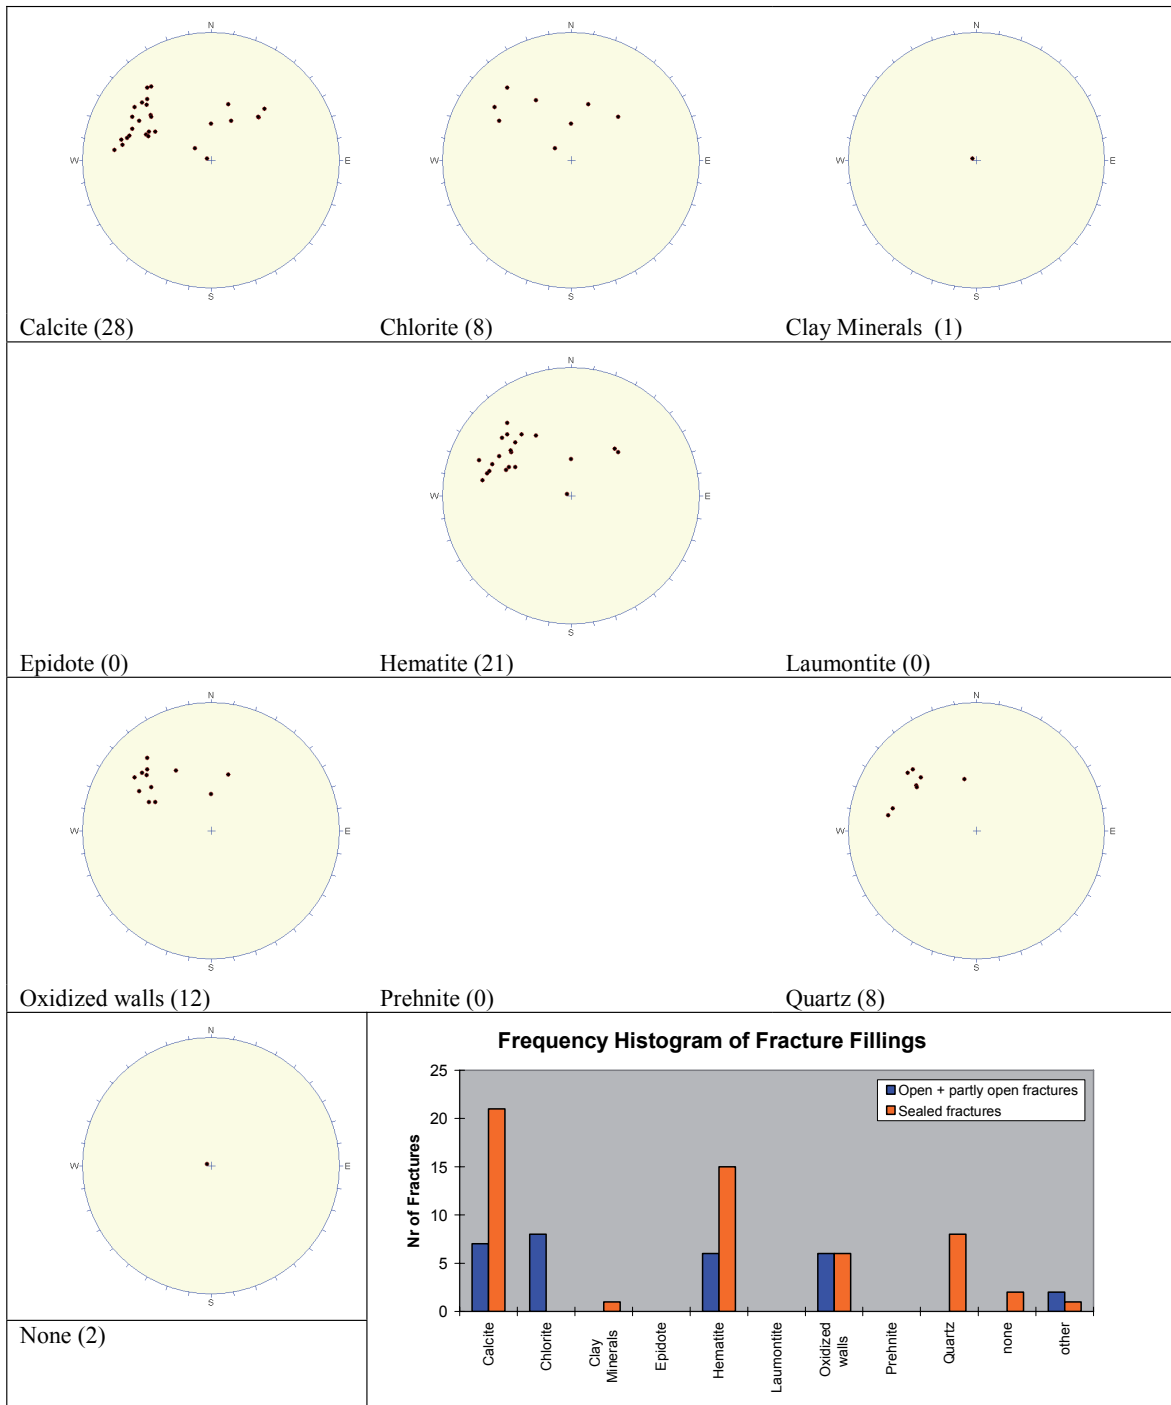 N
N
N
W
E
W
E
W
E
S
S
S
Calcite (28)
Chlorite (8)
Clay Minerals (1)
N
W
E
S
Epidote (0)
Hematite (21)
Laumontite (0)
N
N
W
E
W
E
S
S
Oxidized walls (12)
Prehnite (0)
Quartz (8)
N
W
E
S
None (2)
Frequency Histogram of Fracture Fillings
25
20
15
10
5
0
Nr of Fractures
Open + partly open fractures
Sealed fractures
Calcite
Chlorite
Clay
Minerals
Epidote
Hematite
Laumontite
Oxidized
walls
Prehnite
Quartz
none
other